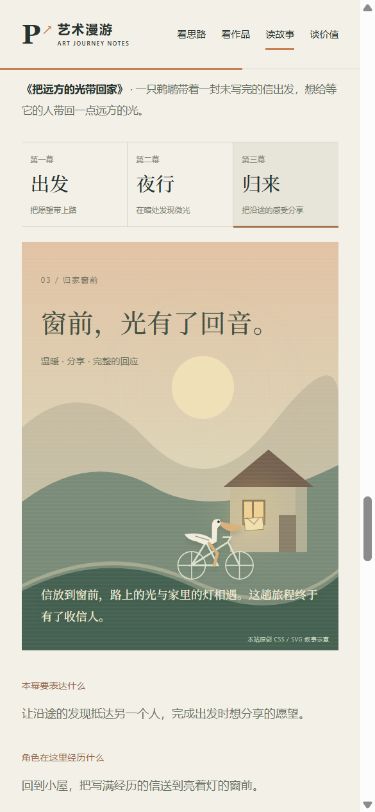 P↗ 艺术漫游
ART JOURNEY NOTES
看思路 看作品 读故事 谈价值
《把远方的光带回家》 · 一只鹈鹕带着一封未写完的信出发，想给等
它的人带回一点远方的光。
第一幕
出发
把愿望带上路
第二幕
夜行
在暗处发现微光
第三幕
归来
把沿途的感受分享
03 / 归家窗前
窗前，光有了回音。
温暖 · 分享 · 完整的回应
信放到窗前，路上的光与家里的灯相遇。这趟旅程终于
有了收信人。
本站原创 CSS / SVG 叙事示意
本幕要表达什么
让沿途的发现抵达另一个人，完成出发时想分享的愿望。
角色在这里经历什么
回到小屋，把写满经历的信送到亮着灯的窗前。